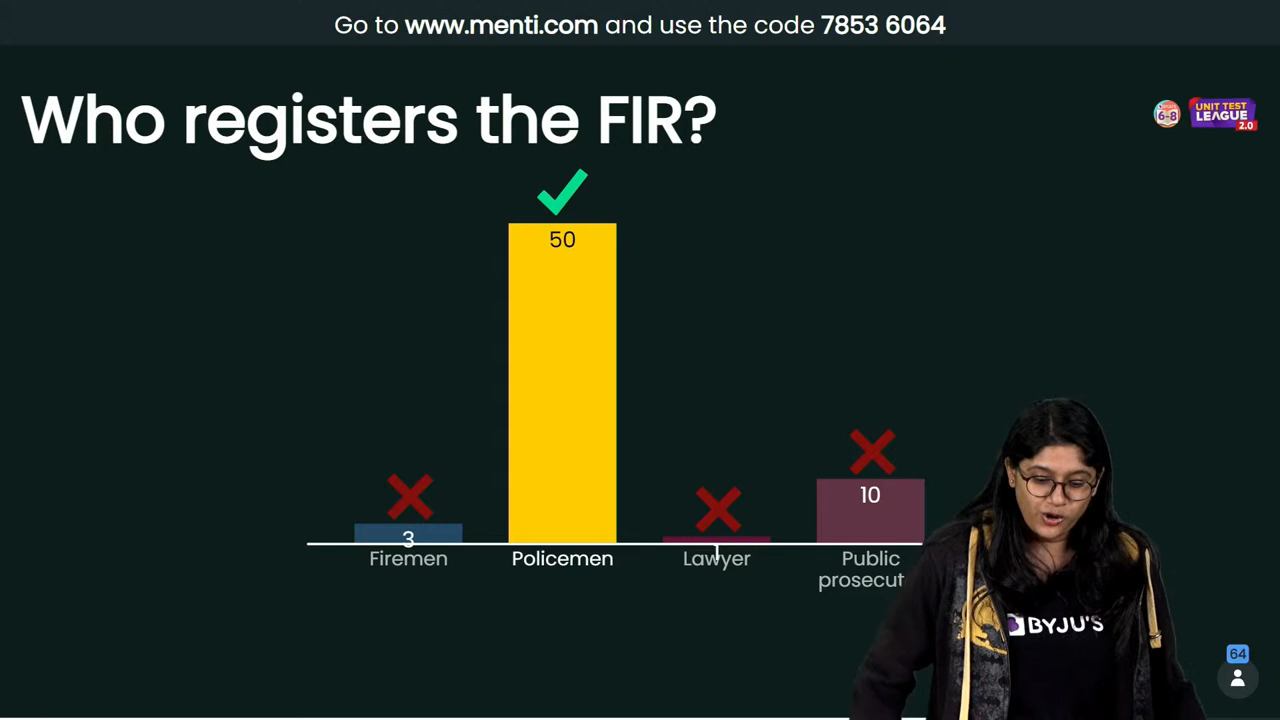 Go to www.menti.com and use the code 7853 6064
Who registers the FIR?
6-8
UNIT TEST
LEAGUE
2.0
50
10
3
1
Firemen
Policemen
Lawyer
Public
prosecut
BYJU'S
64